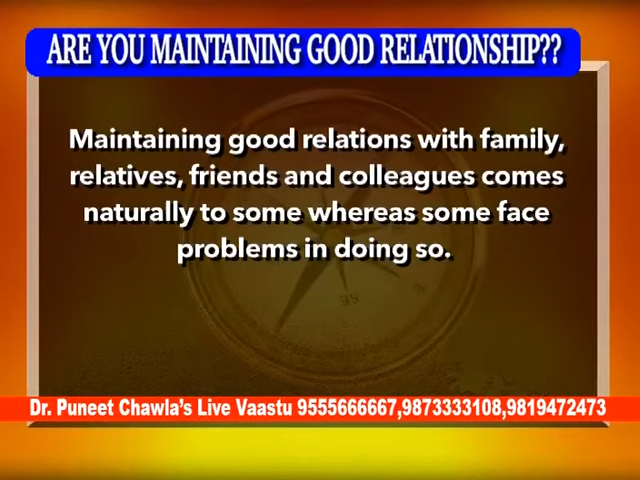 ARE YOU MAINTAINING GOOD RELATIONSHIP??
Maintaining good relations with family,
relatives, friends and colleagues comes
naturally to some whereas some face
problems in doing so.
SE
Dr. Puneet Chawla's Live Vaastu 9555666667,9873333108,9819472473